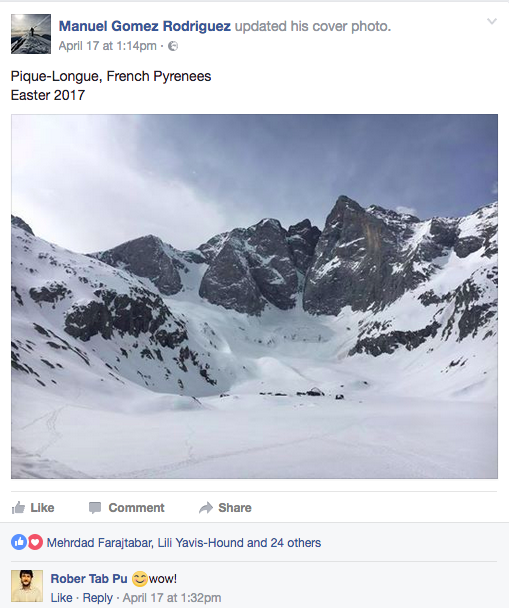 Manuel Gomez Rodriguez updated his cover photo.
April 17 at 1:14pm ·
Pique-Longue, French Pyrenees
Easter 2017
Like Comment Share
Mehrdad Farajtabar, Lili Yavis-Hound and 24 others
Rober Tab Pu 😊wow!
Like · Reply · April 17 at 1:32pm